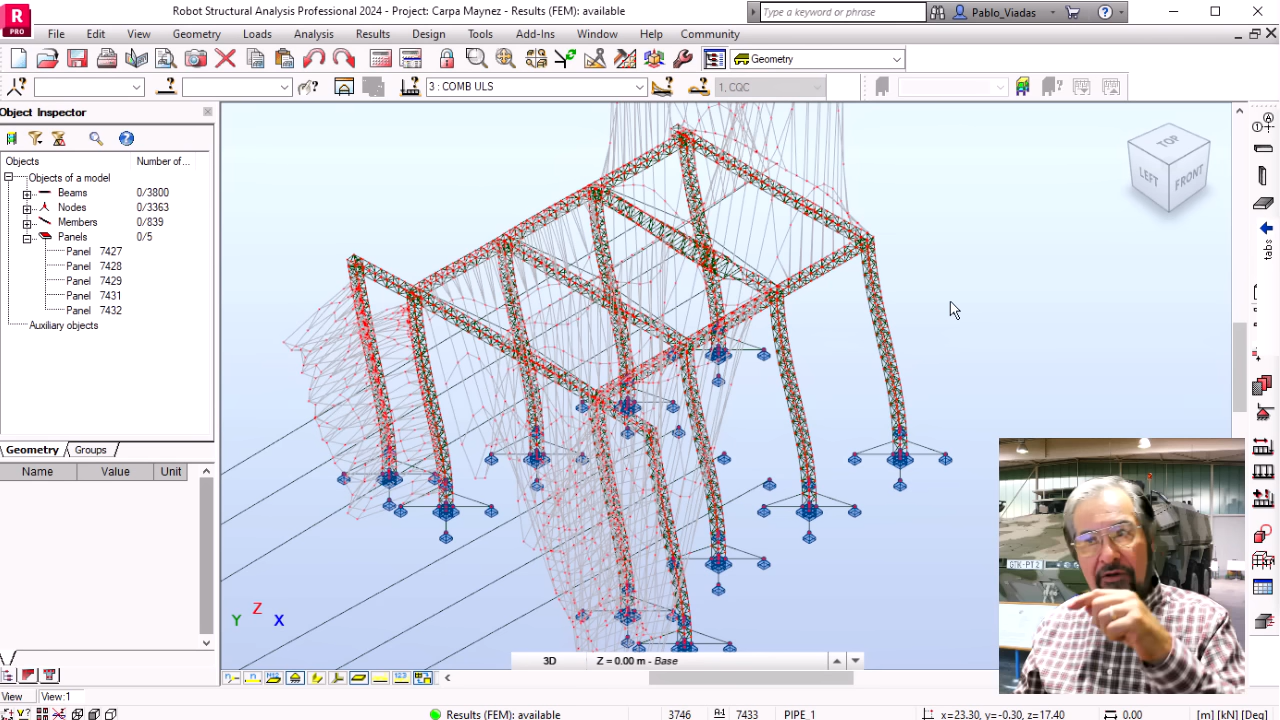 R
PRO
Robot Structural Analysis Professional 2024 - Project: Carpa Maynez - Results (FEM): available
Type a keyword or phrase
Pablo_Viadas
File Edit View Geometry Loads Analysis Results Design Tools Add-Ins Window Help Community
Geometry
3 : COMB ULS
1, CQC
Object Inspector
Objects Number of...
Objects of a model
Beams 0/3800
Nodes 0/3363
Members 0/839
Panels 0/5
Panel 7427
Panel 7428
Panel 7429
Panel 7431
Panel 7432
Auxiliary objects
Geometry Groups
Name Value Unit
TOP
LEFT
FRONT
tabs
GTK-PT2
Z
Y X
3D Z = 0.00 m - Base
View View:1
Results (FEM): available 3746 7433 PIPE_1 x=23.30, y=-0.30, z=17.40 0.00 [m] [kN] [Deg]